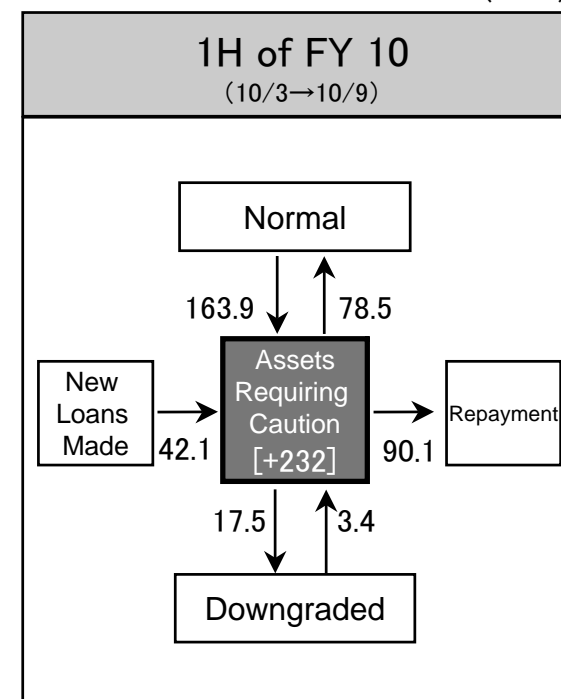 1H of FY 10
（10/3→10/9）
Normal
163.9
78.5
New
Loans
Made
42.1
Assets
Requiring
Caution
[+232]
90.1
Repayment
17.5
3.4
Downgraded